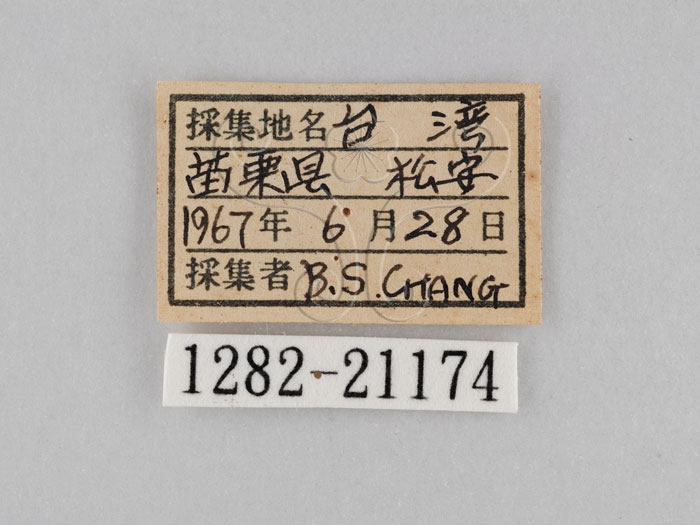 採集地名台 湾
苗栗县 松安
1967年 6月28日
採集者 B.S.CHANG
1282-21174